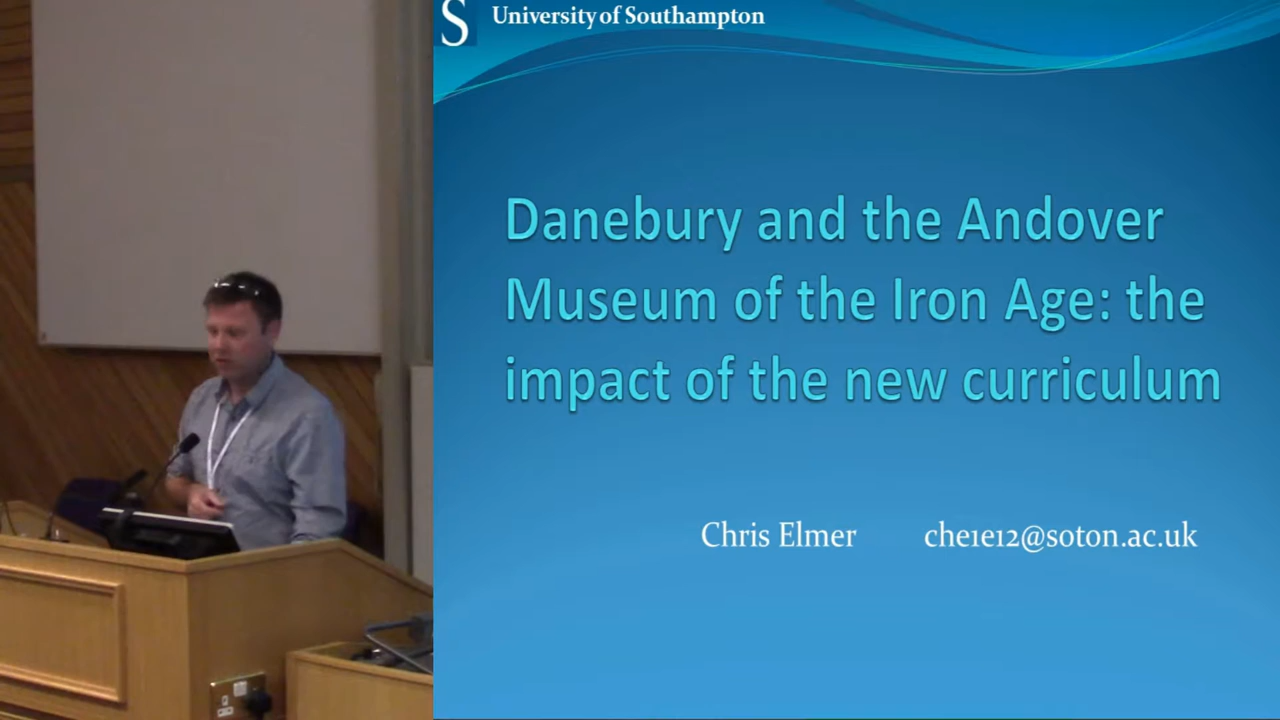 S University of Southampton
Danebury and the Andover
Museum of the Iron Age: the
impact of the new curriculum
Chris Elmer che1e12@soton.ac.uk